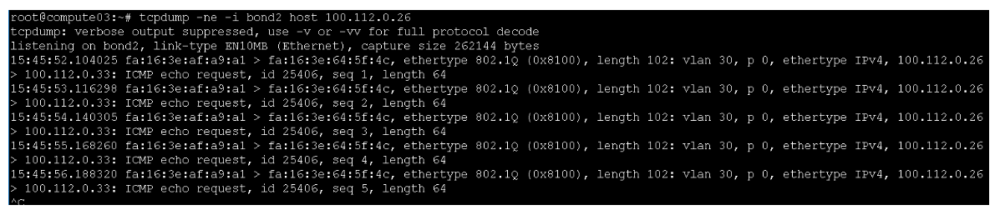 root@compute03:~# tcpdump -ne -i bond2 host 100.112.0.26
tcpdump: verbose output suppressed, use -v or -vv for full protocol decode
listening on bond2, link-type EN10MB (Ethernet), capture size 262144 bytes
15:45:52.104025 fa:16:3e:af:a9:a1 > fa:16:3e:64:5f:4c, ethertype 802.1Q (0x8100), length 102: vlan 30, p 0, ethertype IPv4, 100.112.0.26
> 100.112.0.33: ICMP echo request, id 25406, seq 1, length 64
15:45:53.116298 fa:16:3e:af:a9:a1 > fa:16:3e:64:5f:4c, ethertype 802.1Q (0x8100), length 102: vlan 30, p 0, ethertype IPv4, 100.112.0.26
> 100.112.0.33: ICMP echo request, id 25406, seq 2, length 64
15:45:54.140305 fa:16:3e:af:a9:a1 > fa:16:3e:64:5f:4c, ethertype 802.1Q (0x8100), length 102: vlan 30, p 0, ethertype IPv4, 100.112.0.26
> 100.112.0.33: ICMP echo request, id 25406, seq 3, length 64
15:45:55.168260 fa:16:3e:af:a9:a1 > fa:16:3e:64:5f:4c, ethertype 802.1Q (0x8100), length 102: vlan 30, p 0, ethertype IPv4, 100.112.0.26
> 100.112.0.33: ICMP echo request, id 25406, seq 4, length 64
15:45:56.188320 fa:16:3e:af:a9:a1 > fa:16:3e:64:5f:4c, ethertype 802.1Q (0x8100), length 102: vlan 30, p 0, ethertype IPv4, 100.112.0.26
> 100.112.0.33: ICMP echo request, id 25406, seq 5, length 64
^C